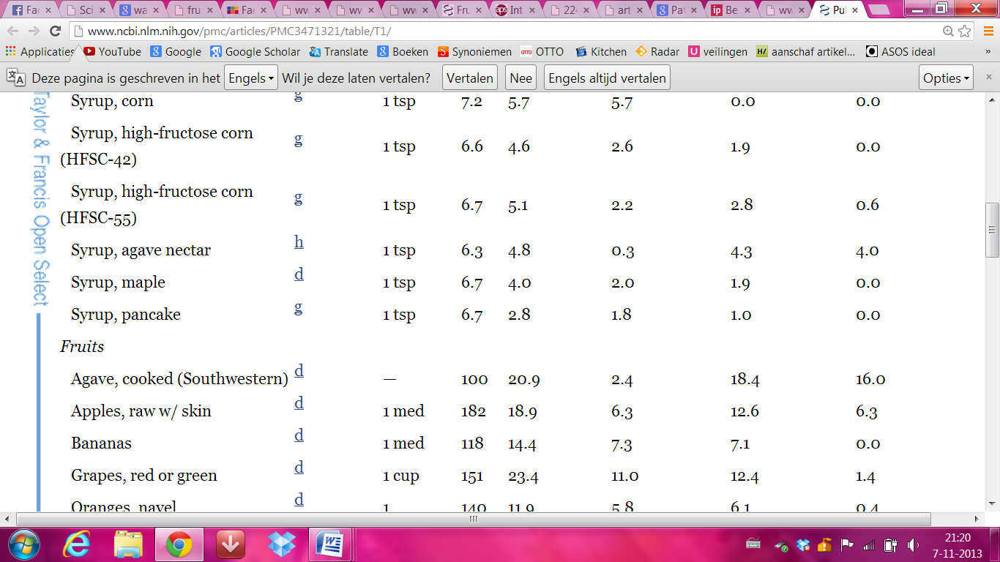 Fac
Sci
wa
fru
Fac
ww
ww
ww
Fru
Int
224
art
Pat
Be
ww
Pul
www.ncbi.nlm.nih.gov/pmc/articles/PMC3471321/table/T1/
Applicaties YouTube Google Google Scholar Translate Boeken Synoniemen OTTO Kitchen Radar veilingen aanschaf artikel... ASOS ideal »
Deze pagina is geschreven in het Engels Wil je deze laten vertalen? Vertalen Nee Engels altijd vertalen Opties
Taylor & Francis Open Select
Syrup, corn g 1 tsp 7.2 5.7 5.7 0.0 0.0
Syrup, high-fructose corn
(HFSC-42) g 1 tsp 6.6 4.6 2.6 1.9 0.0
Syrup, high-fructose corn
(HFSC-55) g 1 tsp 6.7 5.1 2.2 2.8 0.6
Syrup, agave nectar h 1 tsp 6.3 4.8 0.3 4.3 4.0
Syrup, maple d 1 tsp 6.7 4.0 2.0 1.9 0.0
Syrup, pancake g 1 tsp 6.7 2.8 1.8 1.0 0.0
Fruits
Agave, cooked (Southwestern) d — 100 20.9 2.4 18.4 16.0
Apples, raw w/ skin d 1 med 182 18.9 6.3 12.6 6.3
Bananas d 1 med 118 14.4 7.3 7.1 0.0
Grapes, red or green d 1 cup 151 23.4 11.0 12.4 1.4
Oranges, navel d 1 140 11.9 5.8 6.1 0.4
21:20
7-11-2013